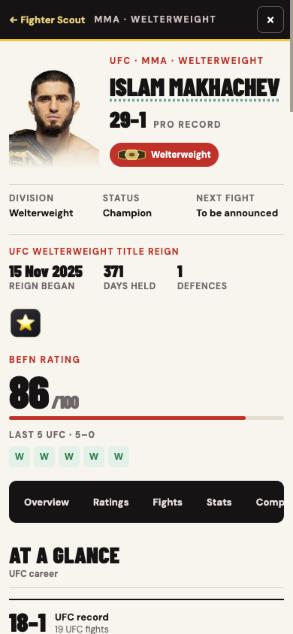 ← Fighter Scout MMA · WELTERWEIGHT ×
UFC · MMA · WELTERWEIGHT
ISLAM MAKHACHEV
29-1 PRO RECORD
Welterweight
DIVISION STATUS NEXT FIGHT
Welterweight Champion To be announced
UFC WELTERWEIGHT TITLE REIGN
15 Nov 2025 371 1
REIGN BEGAN DAYS HELD DEFENCES
BEFN RATING
86 /100
LAST 5 UFC · 5-0
W W W W W
Overview Ratings Fights Stats Comp
AT A GLANCE
UFC career
18-1 UFC record
19 UFC fights